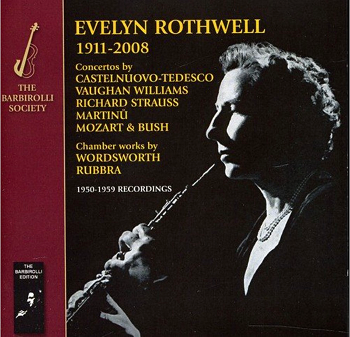 EVELYN ROTHWELL
1911-2008
Concertos by
CASTELNUOVO-TEDESCO
VAUGHAN WILLIAMS
RICHARD STRAUSS
MARTINŮ
MOZART & BUSH
Chamber works by
WORDSWORTH
RUBBRA
1950-1959 RECORDINGS
THE
BARBIROLLI
SOCIETY
THE
BARBIROLLI
EDITION